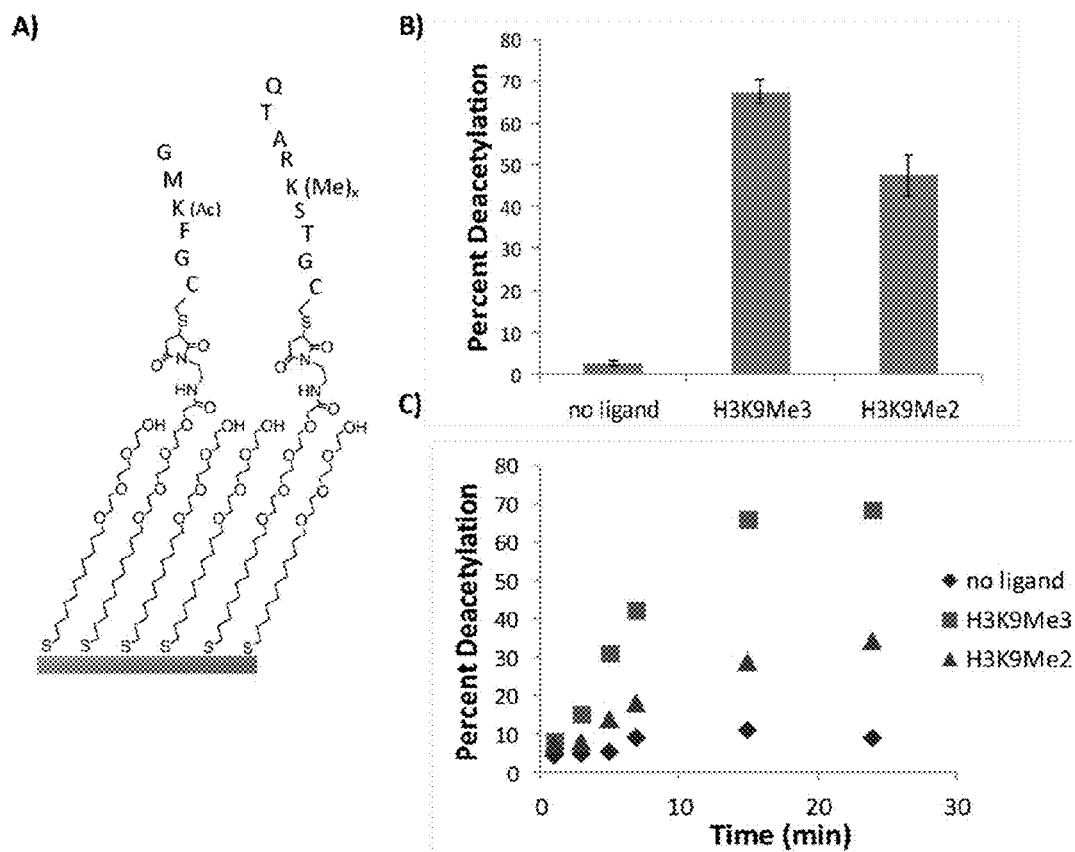 A)
G
M
K (Ac)
F
G
C
Q
T
A
R
K (Me)x
S
T
G
C
S
S
O
N
O
O
N
O
HN
O
HN
O
O
OH
O
OH
OH
O
OH
O
O
O
O
O
O
O
O
O
O
O
O
S
S
S
S
S
S
B)
Percent Deacetylation
80
70
60
50
40
30
20
10
0
no ligand
H3K9Me3
H3K9Me2
C)
Percent Deacetylation
80
70
60
50
40
30
20
10
0
0
10
20
30
Time (min)
no ligand
H3K9Me3
H3K9Me2